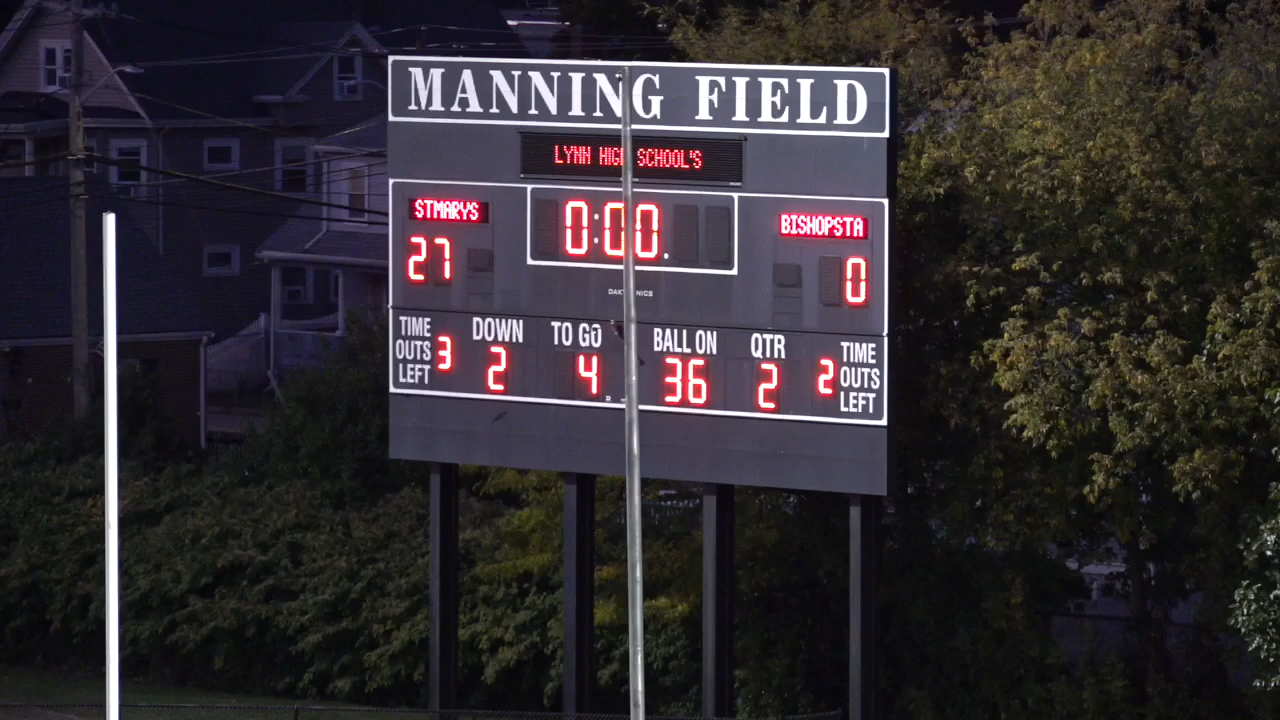 MANNING FIELD
LYNN HIGH SCHOOL'S
STMARYS 0:00. BISHOPSTA
27 0
DAKTRONICS
TIME OUTS LEFT 3 DOWN 2 TO GO 4 BALL ON 36 QTR 2 2 TIME OUTS LEFT